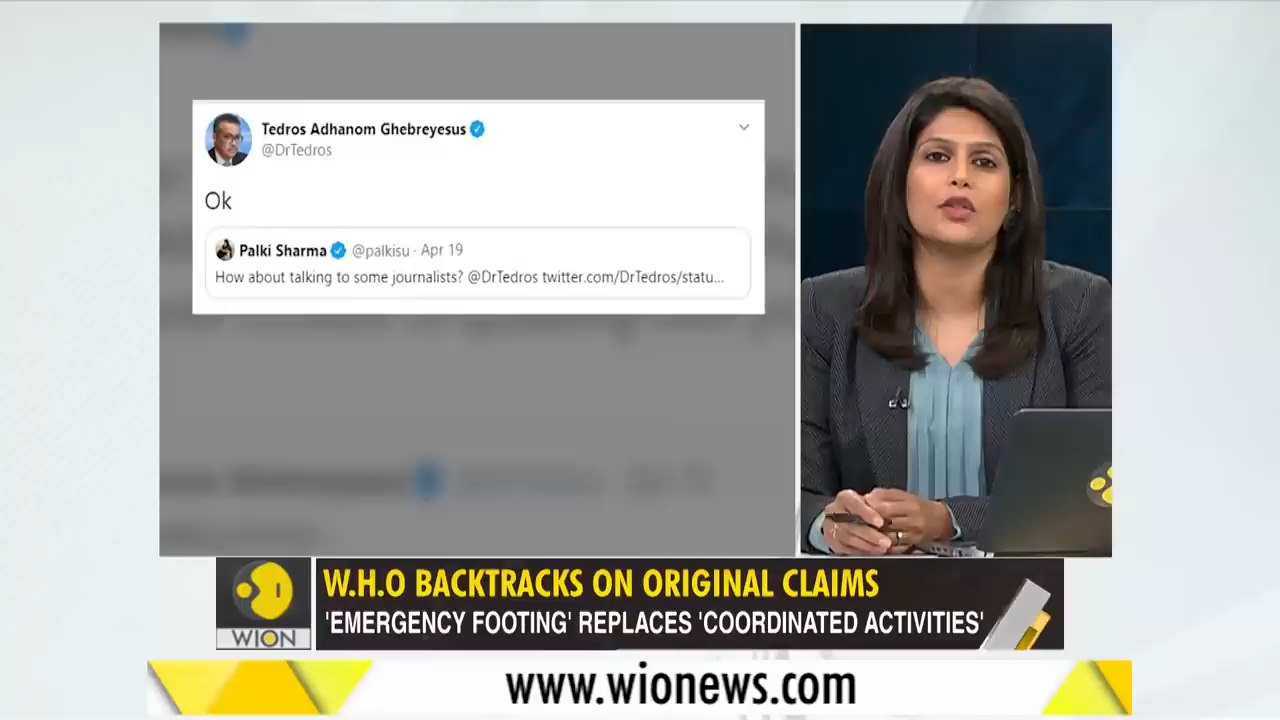 Tedros Adhanom Ghebreyesus
@DrTedros
Ok
Palki Sharma @palkisu · Apr 19
How about talking to some journalists? @DrTedros twitter.com/DrTedros/statu...
W.H.O BACKTRACKS ON ORIGINAL CLAIMS
'EMERGENCY FOOTING' REPLACES 'COORDINATED ACTIVITIES'
WION
www.wionews.com